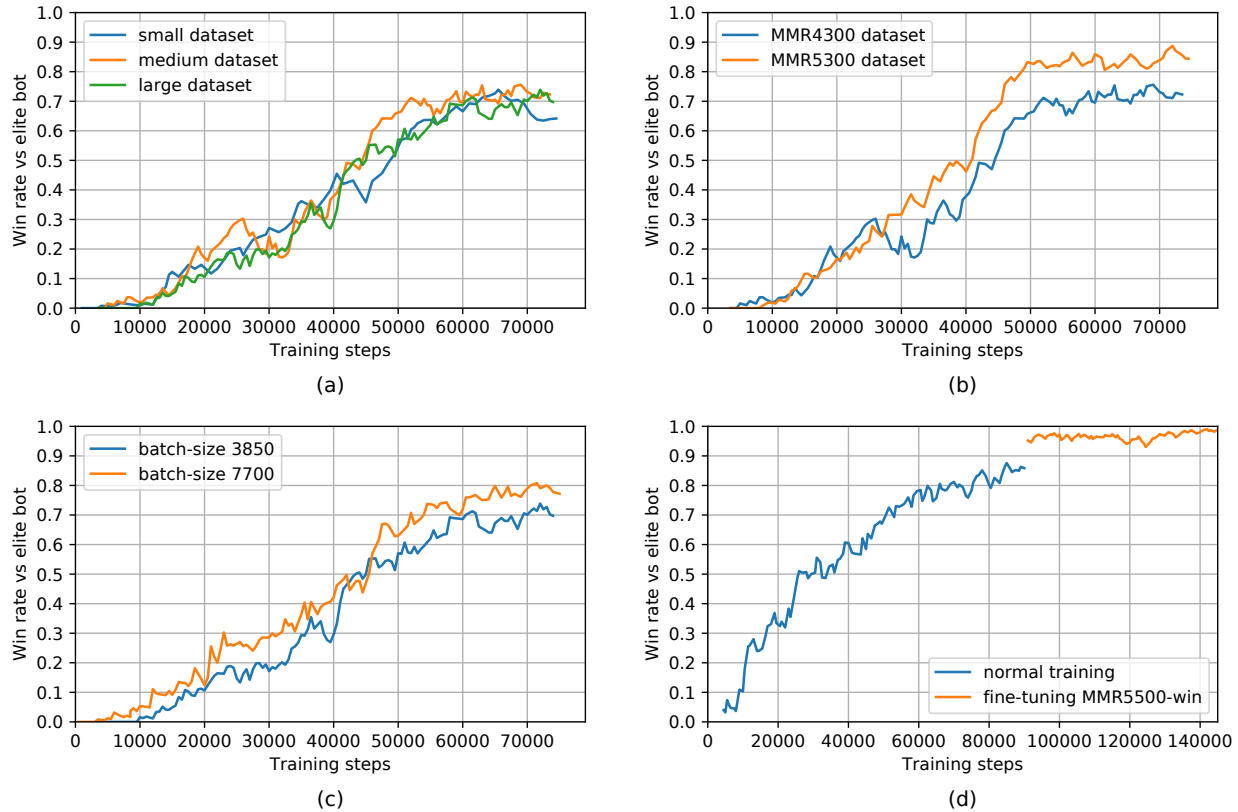 1.0
0.9
0.8
0.7
0.6
0.5
0.4
0.3
0.2
0.1
0.0
Win rate vs elite bot
small dataset
medium dataset
large dataset
0 10000 20000 30000 40000 50000 60000 70000
Training steps
(a)
1.0
0.9
0.8
0.7
0.6
0.5
0.4
0.3
0.2
0.1
0.0
Win rate vs elite bot
MMR4300 dataset
MMR5300 dataset
0 10000 20000 30000 40000 50000 60000 70000
Training steps
(b)
1.0
0.9
0.8
0.7
0.6
0.5
0.4
0.3
0.2
0.1
0.0
Win rate vs elite bot
batch-size 3850
batch-size 7700
0 10000 20000 30000 40000 50000 60000 70000
Training steps
(c)
1.0
0.9
0.8
0.7
0.6
0.5
0.4
0.3
0.2
0.1
0.0
Win rate vs elite bot
normal training
fine-tuning MMR5500-win
0 20000 40000 60000 80000 100000 120000 140000
Training steps
(d)